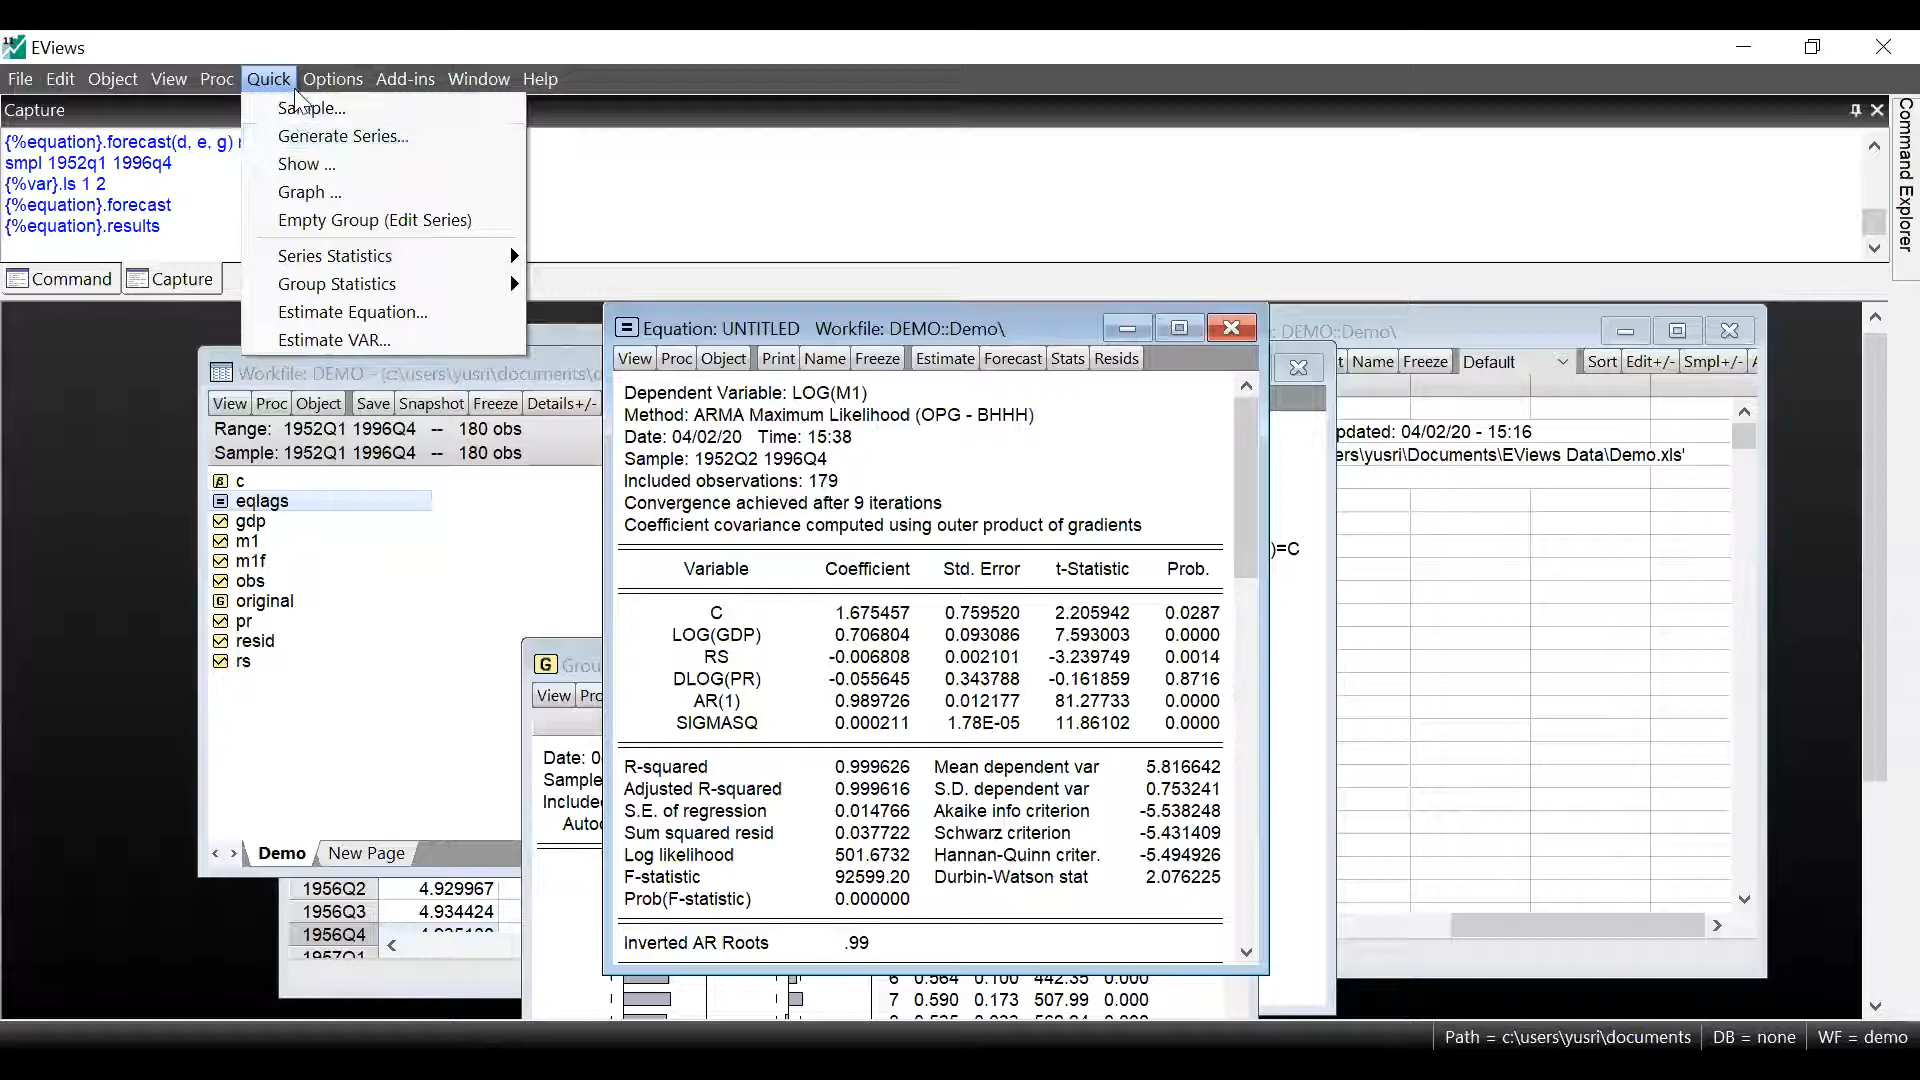 EViews
File Edit Object View Proc Quick Options Add-ins Window Help
Capture
{%equation}.forecast(d, e, g)
smpl 1952q1 1996q4
{%var}.ls 1 2
{%equation}.forecast
{%equation}.results
Command Capture
Command Explorer
Sample...
Generate Series...
Show ...
Graph ...
Empty Group (Edit Series)
Series Statistics
Group Statistics
Estimate Equation...
Estimate VAR...
Workfile: DEMO - (c:\users\yusri\documents\
View Proc Object Save Snapshot Freeze Details+/-
Range: 1952Q1 1996Q4 -- 180 obs
Sample: 1952Q1 1996Q4 -- 180 obs
c
eqlags
gdp
m1
m1f
obs
original
pr
resid
rs
Demo New Page
1956Q2 4.929967
1956Q3 4.934424
1956Q4
1957Q1
View
Date:
Sample
Equation: UNTITLED Workfile: DEMO::Demo\
View Proc Object Print Name Freeze Estimate Forecast Stats Resids
Dependent Variable: LOG(M1)
Method: ARMA Maximum Likelihood (OPG - BHHH)
Date: 04/02/20 Time: 15:38
Sample: 1952Q2 1996Q4
Included observations: 179
Convergence achieved after 9 iterations
Coefficient covariance computed using outer product of gradients
Variable Coefficient Std. Error t-Statistic Prob.
C 1.675457 0.759520 2.205942 0.0287
LOG(GDP) 0.706804 0.093086 7.593003 0.0000
RS -0.006808 0.002101 -3.239749 0.0014
DLOG(PR) -0.055645 0.343788 -0.161859 0.8716
AR(1) 0.989726 0.012177 81.27733 0.0000
SIGMASQ 0.000211 1.78E-05 11.86102 0.0000
R-squared 0.999626 Mean dependent var 5.816642
Adjusted R-squared 0.999616 S.D. dependent var 0.753241
S.E. of regression 0.014766 Akaike info criterion -5.538248
Sum squared resid 0.037722 Schwarz criterion -5.431409
Log likelihood 501.6732 Hannan-Quinn criter. -5.494926
F-statistic 92599.20 Durbin-Watson stat 2.076225
Prob(F-statistic) 0.000000
Inverted AR Roots .99
6 0.564 0.100 442.35 0.000
7 0.590 0.173 507.99 0.000
)=C
: DEMO::Demo\
Name Freeze Default Sort Edit+/- Smpl+/-
pdated: 04/02/20 - 15:16
ers\yusri\Documents\EViews Data\Demo.xls'
Path = c:\users\yusri\documents DB = none WF = demo